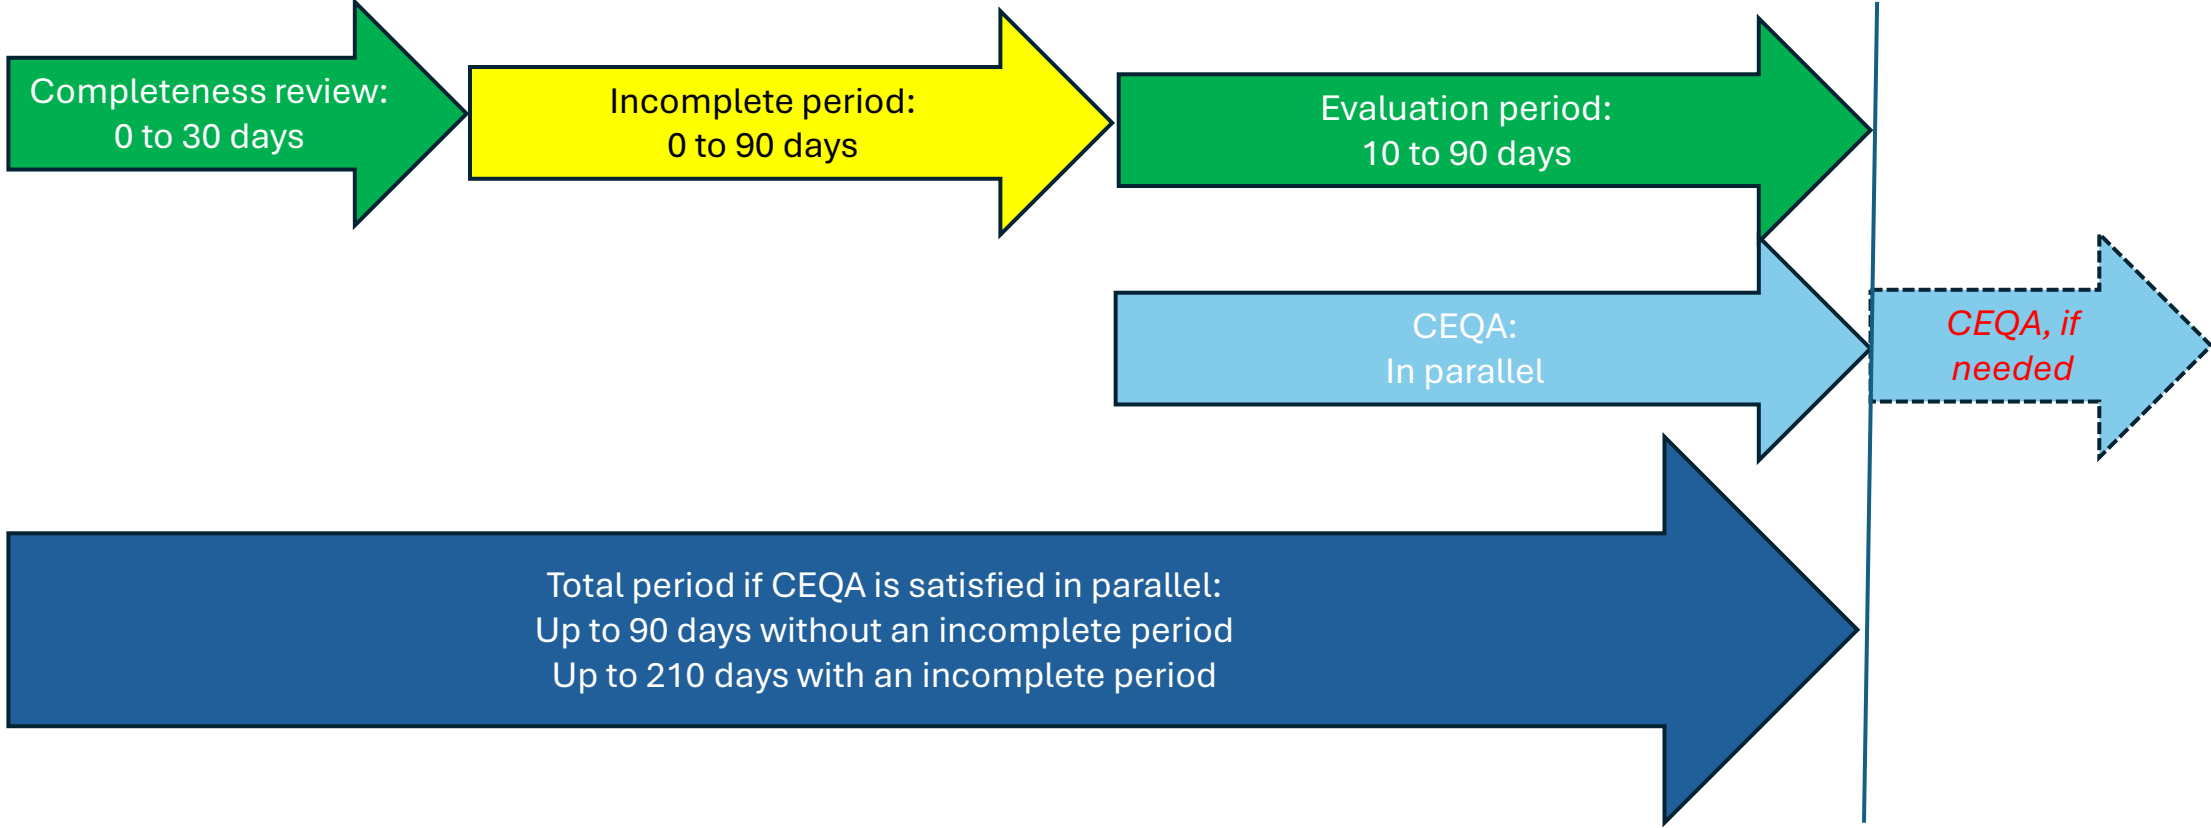 Completeness review:
0 to 30 days
Incomplete period:
0 to 90 days
Evaluation period:
10 to 90 days
CEQA:
In parallel
CEQA, if
needed
Total period if CEQA is satisfied in parallel:
Up to 90 days without an incomplete period
Up to 210 days with an incomplete period